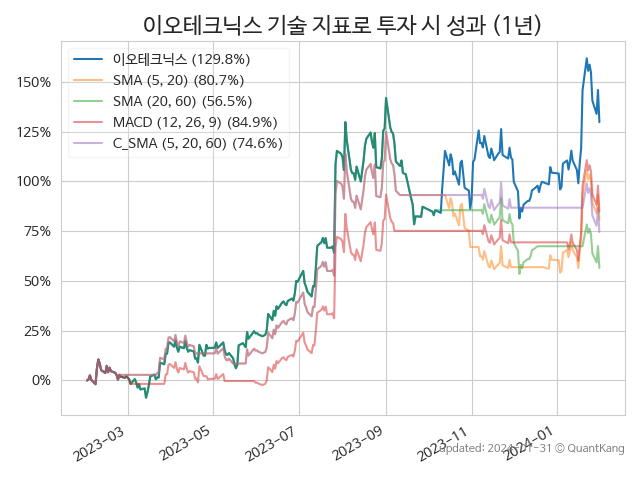 이오테크닉스 기술 지표로 투자 시 성과 (1년)
이오테크닉스 (129.8%)
SMA (5, 20) (80.7%)
SMA (20, 60) (56.5%)
MACD (12, 26, 9) (84.9%)
C_SMA (5, 20, 60) (74.6%)
150%
125%
100%
75%
50%
25%
0%
2023-03
2023-05
2023-07
2023-09
2023-11
2024-01
updated: 2024-01-31 © QuantKang